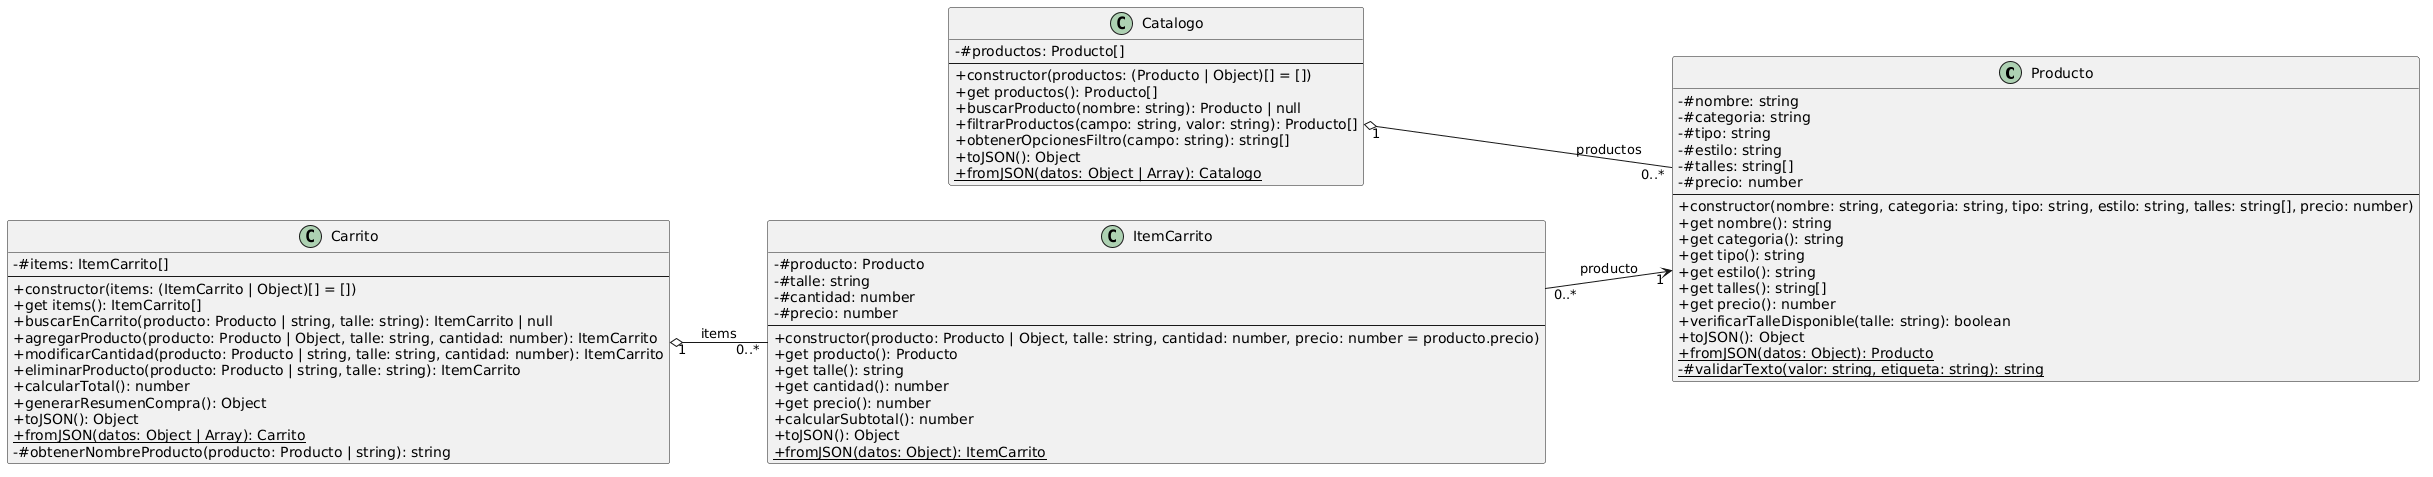 C Catalogo
-#productos: Producto[]
+constructor(productos: (Producto | Object)[] = [])
+get productos(): Producto[]
+buscarProducto(nombre: string): Producto | null
+filtrarProductos(campo: string, valor: string): Producto[]
+obtenerOpcionesFiltro(campo: string): string[]
+toJSON(): Object
+fromJSON(datos: Object | Array): Catalogo
1
productos
0..*
C Producto
-#nombre: string
-#categoria: string
-#tipo: string
-#estilo: string
-#talles: string[]
-#precio: number
+constructor(nombre: string, categoria: string, tipo: string, estilo: string, talles: string[], precio: number)
+get nombre(): string
+get categoria(): string
+get tipo(): string
+get estilo(): string
+get talles(): string[]
+get precio(): number
+verificarTalleDisponible(talle: string): boolean
+toJSON(): Object
+fromJSON(datos: Object): Producto
-#validarTexto(valor: string, etiqueta: string): string
C Carrito
-#items: ItemCarrito[]
+constructor(items: (ItemCarrito | Object)[] = [])
+get items(): ItemCarrito[]
+buscarEnCarrito(producto: Producto | string, talle: string): ItemCarrito | null
+agregarProducto(producto: Producto | Object, talle: string, cantidad: number): ItemCarrito
+modificarCantidad(producto: Producto | string, talle: string, cantidad: number): ItemCarrito
+eliminarProducto(producto: Producto | string, talle: string): ItemCarrito
+calcularTotal(): number
+generarResumenCompra(): Object
+toJSON(): Object
+fromJSON(datos: Object | Array): Carrito
-#obtenerNombreProducto(producto: Producto | string): string
items
1
0..*
C ItemCarrito
-#producto: Producto
-#talle: string
-#cantidad: number
-#precio: number
+constructor(producto: Producto | Object, talle: string, cantidad: number, precio: number = producto.precio)
+get producto(): Producto
+get talle(): string
+get cantidad(): number
+get precio(): number
+calcularSubtotal(): number
+toJSON(): Object
+fromJSON(datos: Object): ItemCarrito
producto
0..*
1